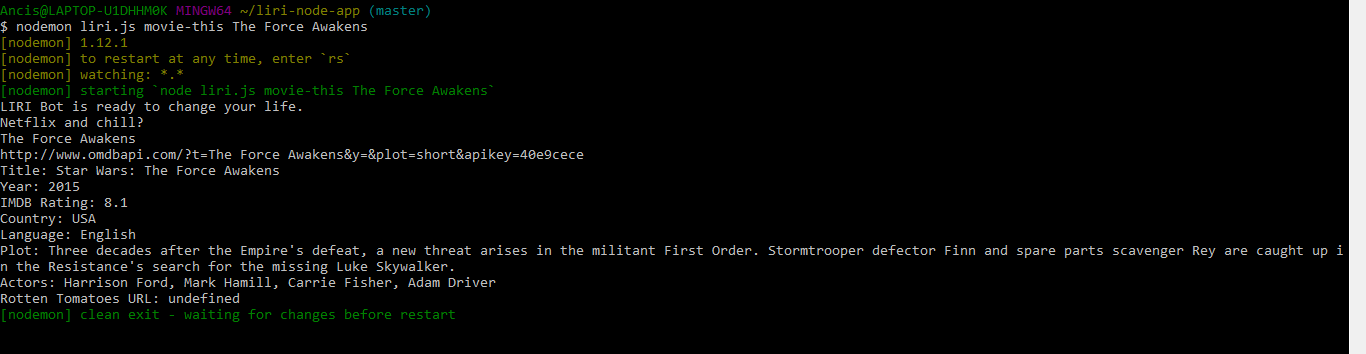 Ancis@LAPTOP-U1DHHM0K MINGW64 ~/liri-node-app (master)
$ nodemon liri.js movie-this The Force Awakens
[nodemon] 1.12.1
[nodemon] to restart at any time, enter `rs`
[nodemon] watching: *.*
[nodemon] starting `node liri.js movie-this The Force Awakens`
LIRI Bot is ready to change your life.
Netflix and chill?
The Force Awakens
http://www.omdbapi.com/?t=The Force Awakens&y=&plot=short&apikey=40e9cece
Title: Star Wars: The Force Awakens
Year: 2015
IMDB Rating: 8.1
Country: USA
Language: English
Plot: Three decades after the Empire's defeat, a new threat arises in the militant First Order. Stormtrooper defector Finn and spare parts scavenger Rey are caught up i
n the Resistance's search for the missing Luke Skywalker.
Actors: Harrison Ford, Mark Hamill, Carrie Fisher, Adam Driver
Rotten Tomatoes URL: undefined
[nodemon] clean exit - waiting for changes before restart